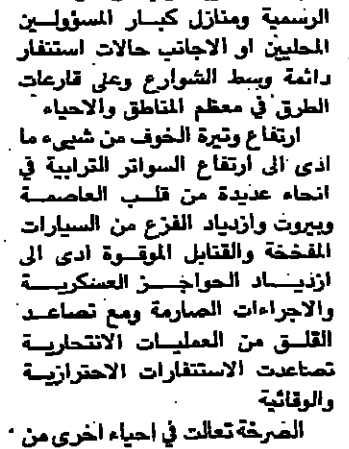 الرسمية ومنازل كبار المسؤولين
المحليين او الاجانب حالات استنفار
دائمة وسط الشوارع وعلى قارعات
الطرق في معظم المناطق والاحياء
ارتفاع وتيرة الخوف من شيء ما
ادى الى ارتفاع السواتر الترابية في
انحاء عديدة من قلب العاصمة
وبيروت وازدياد الفزع من السيارات
المفخخة والقنابل الموقوة ادى الى
ازدياد الحواجز العسكرية
والاجراءات الصارمة ومع تصاعد
القلق من العمليات الانتحارية
تصاعدت الاستنفارات الاحترازية
والوقائية
الصرخة تعالت في احياء اخرى من